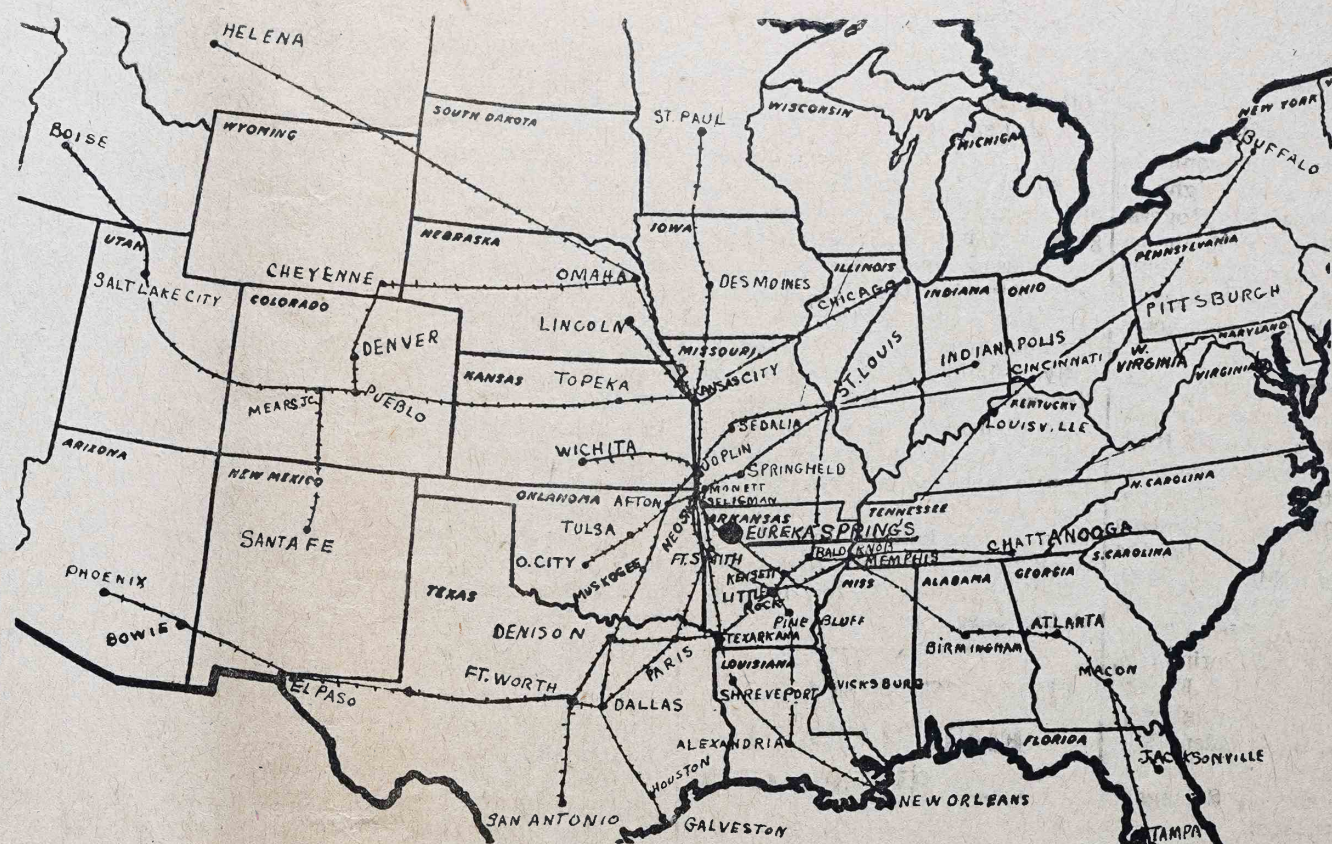 HELENA
BOISE
WYOMING
SOUTH DAKOTA
ST. PAUL
WISCONSIN
MICHIGAN
NEW YORK
BUFFALO
UTAH
SALT LAKE CITY
CHEYENNE
NEBRASKA
OMAHA
IOWA
DES MOINES
ILLINOIS
CHICAGO
INDIANA
OHIO
PENNSYLVANIA
PITTSBURGH
COLORADO
LINCOLN
DENVER
MISSOURI
ST. LOUIS
INDIANAPOLIS
CINCINNATI
W.
VIRGINIA
MARYLAND
VIRGINIA
KANSAS
TOPEKA
KANSAS CITY
MEARS JC.
PUEBLO
KENTUCKY
LOUISVILLE
SEDALIA
ARIZONA
WICHITA
JOPLIN
SPRINGFIELD
NEW MEXICO
OKLAHOMA
AFTON
MONETT
SELIGMAN
N. CAROLINA
SANTA FE
TULSA
NEOSHO
ARKANSAS
EUREKA SPRINGS
TENNESSEE
CHATTANOOGA
O. CITY
FT. SMITH
BALD KNOB
MEMPHIS
S. CAROLINA
PHOENIX
MUSKOGEE
KENSETT
LITTLE
ROCK
MISS
ALABAMA
GEORGIA
TEXAS
BOWIE
DENISON
PINE BLUFF
TEXARKANA
BIRMINGHAM
ATLANTA
PARIS
LOUISIANA
MACON
EL PASO
FT. WORTH
DALLAS
SHREVEPORT
VICKSBURG
ALEXANDRIA
FLORIDA
JACKSONVILLE
HOUSTON
SAN ANTONIO
GALVESTON
NEW ORLEANS
TAMPA